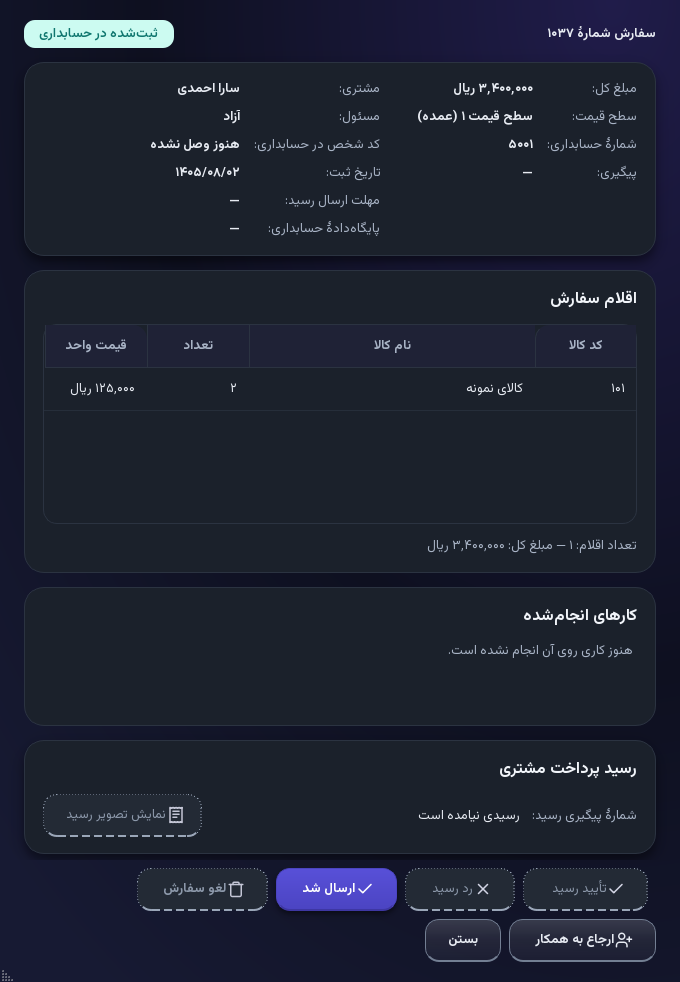 سفارش شمارهٔ ۱۰۳۷
ثبت‌شده در حسابداری
مبلغ کل: ۳,۴۰۰,۰۰۰ ریال
مشتری: سارا احمدی
سطح قیمت: سطح قیمت ۱ (عمده)
مسئول: آزاد
شمارهٔ حسابداری: ۵۰۰۱
کد شخص در حسابداری: هنوز وصل نشده
پیگیری: —
تاریخ ثبت: ۱۴۰۵/۰۸/۰۲
مهلت ارسال رسید: —
پایگاه‌دادهٔ حسابداری: —
اقلام سفارش
کد کالا نام کالا تعداد قیمت واحد
۱۰۱ کالای نمونه ۲ ۱۲۵,۰۰۰ ریال
تعداد اقلام: ۱ — مبلغ کل: ۳,۴۰۰,۰۰۰ ریال
کارهای انجام‌شده
هنوز کاری روی آن انجام نشده است.
رسید پرداخت مشتری
شمارهٔ پیگیری رسید: رسیدی نیامده است
نمایش تصویر رسید
تأیید رسید
رد رسید
ارسال شد
لغو سفارش
ارجاع به همکار
بستن